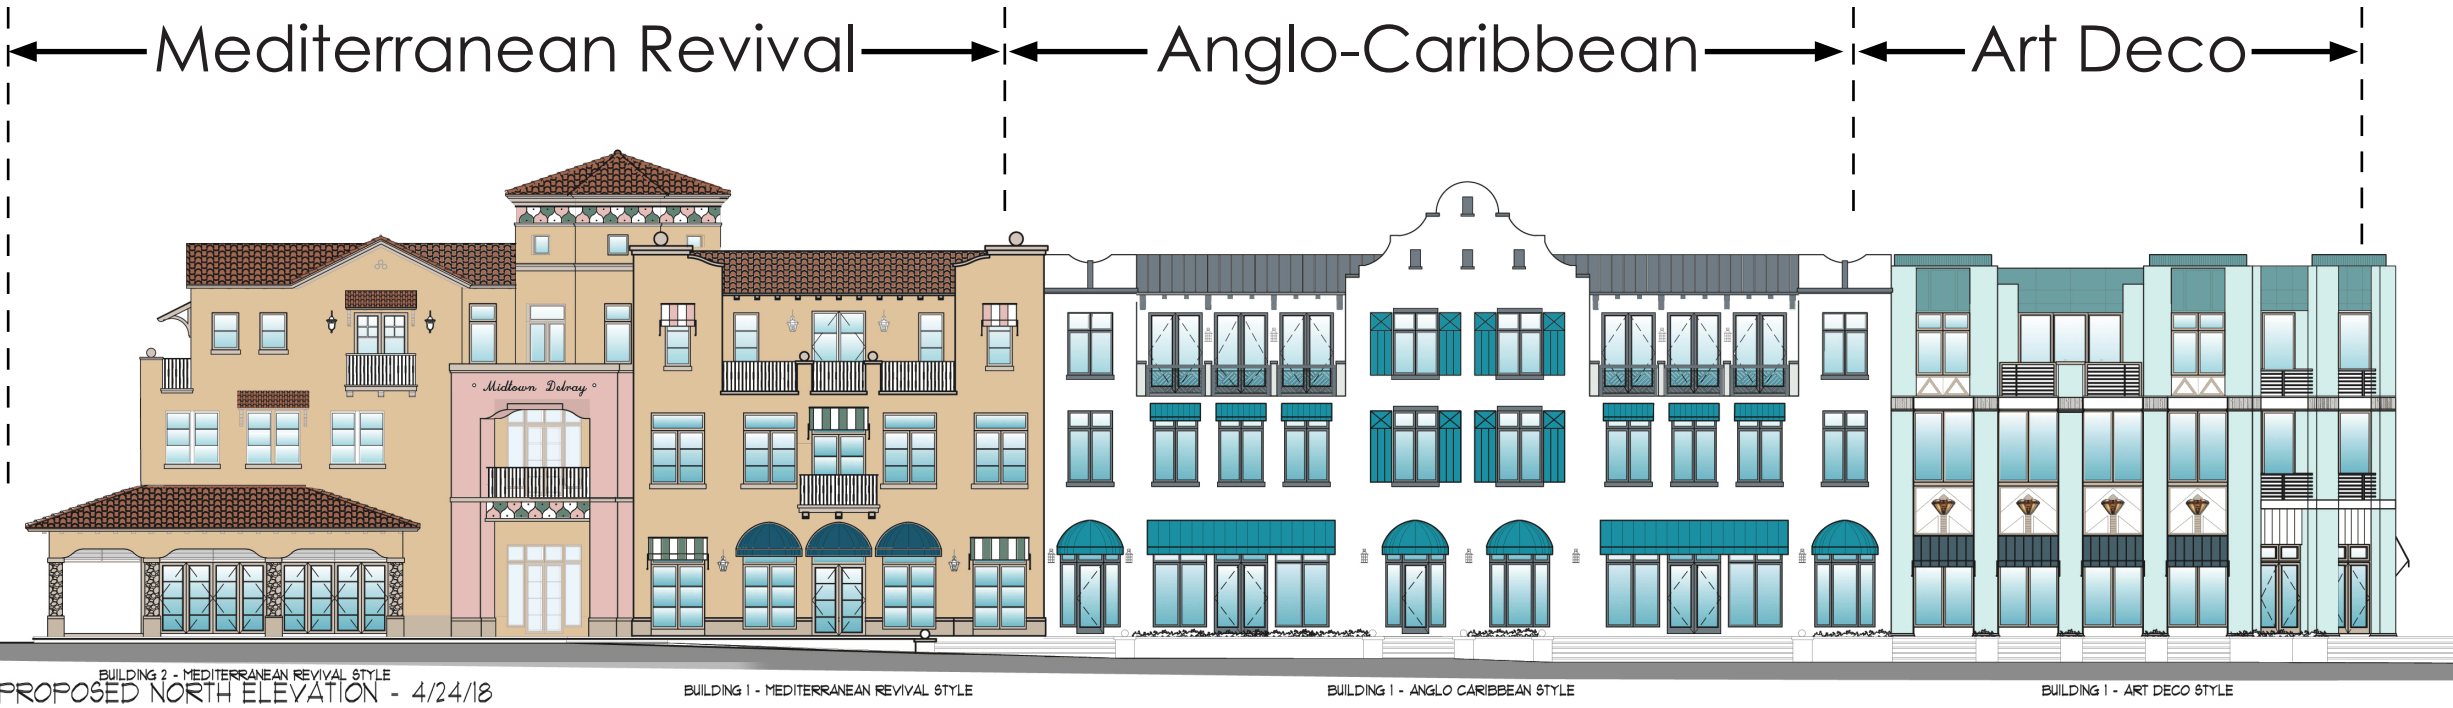 Mediterranean Revival
Anglo-Caribbean
Art Deco
Midtown Delray
BUILDING 2 - MEDITERRANEAN REVIVAL STYLE
PROPOSED NORTH ELEVATION - 4/24/18
BUILDING 1 - MEDITERRANEAN REVIVAL STYLE
BUILDING 1 - ANGLO CARIBBEAN STYLE
BUILDING 1 - ART DECO STYLE